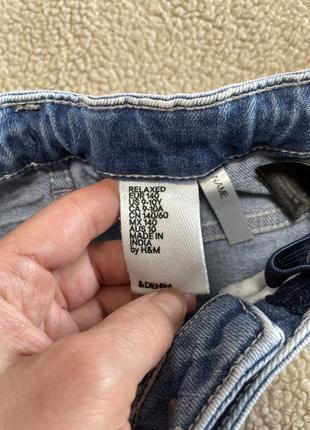 RELAXED
EUR 140
US 9-10Y
CA 9-10A
CN 140/60
MX 140
AUS 10
MADE IN
INDIA
by H&M
&DENIM
NAME